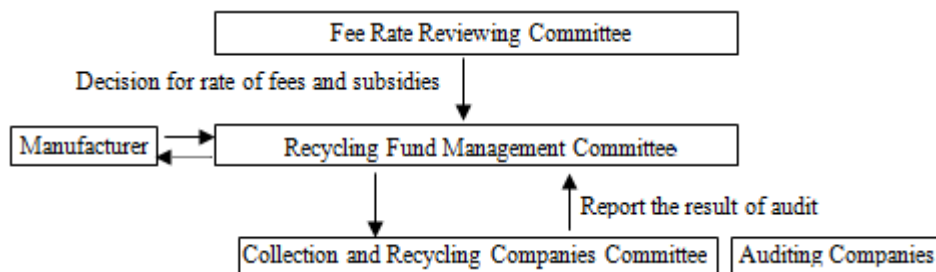 Fee Rate Reviewing Committee
Decision for rate of fees and subsidies
Manufacturer
Recycling Fund Management Committee
Report the result of audit
Collection and Recycling Companies Committee
Auditing Companies